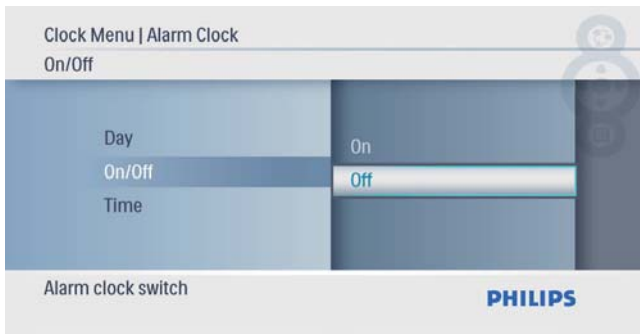 Clock Menu | Alarm Clock
On/Off
Day
On/Off
Time
On
Off
Alarm clock switch
PHILIPS